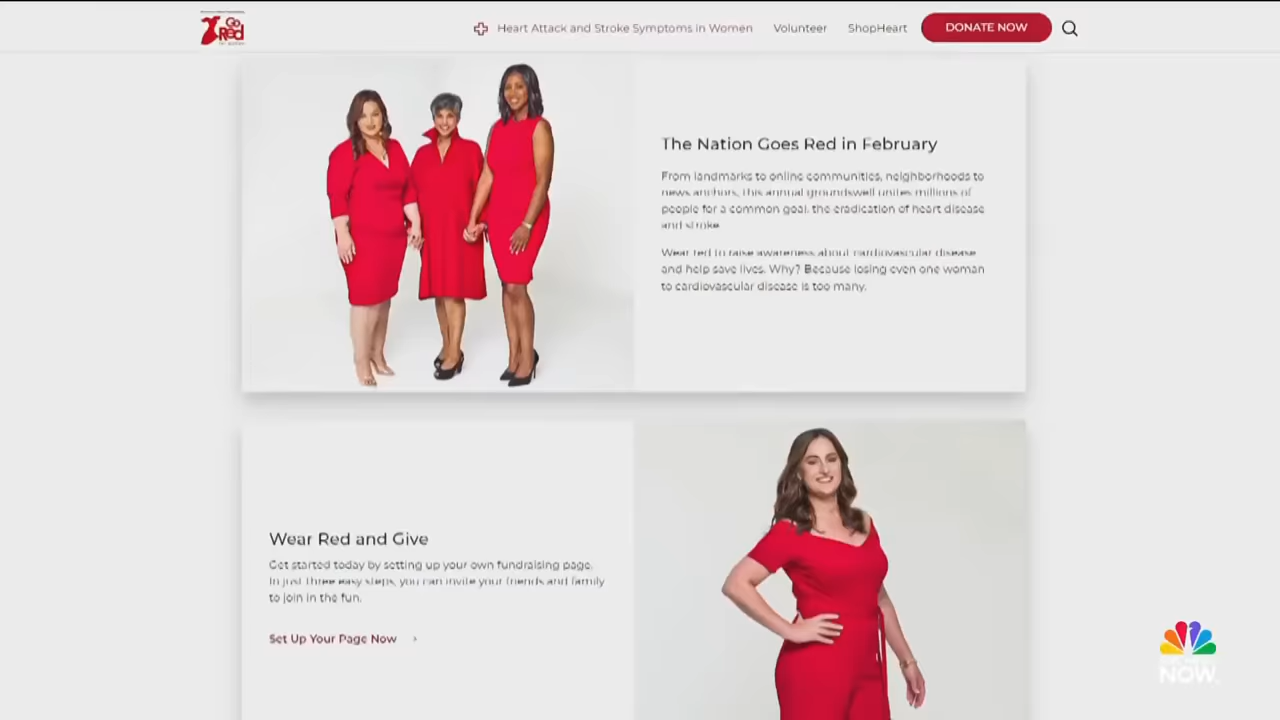 Go
Red
Heart Attack and Stroke Symptoms in Women
Volunteer
ShopHeart
DONATE NOW
The Nation Goes Red in February
From landmarks to online communities, neighborhoods to
news anchors, this annual groundswell unites millions of
people for a common goal: the eradication of heart disease
and stroke.
Wear red to raise awareness about cardiovascular disease
and help save lives. Why? Because losing even one woman
to cardiovascular disease is too many.
Wear Red and Give
Get started today by setting up your own fundraising page.
In just three easy steps, you can invite your friends and family
to join in the fun.
Set Up Your Page Now
NOW